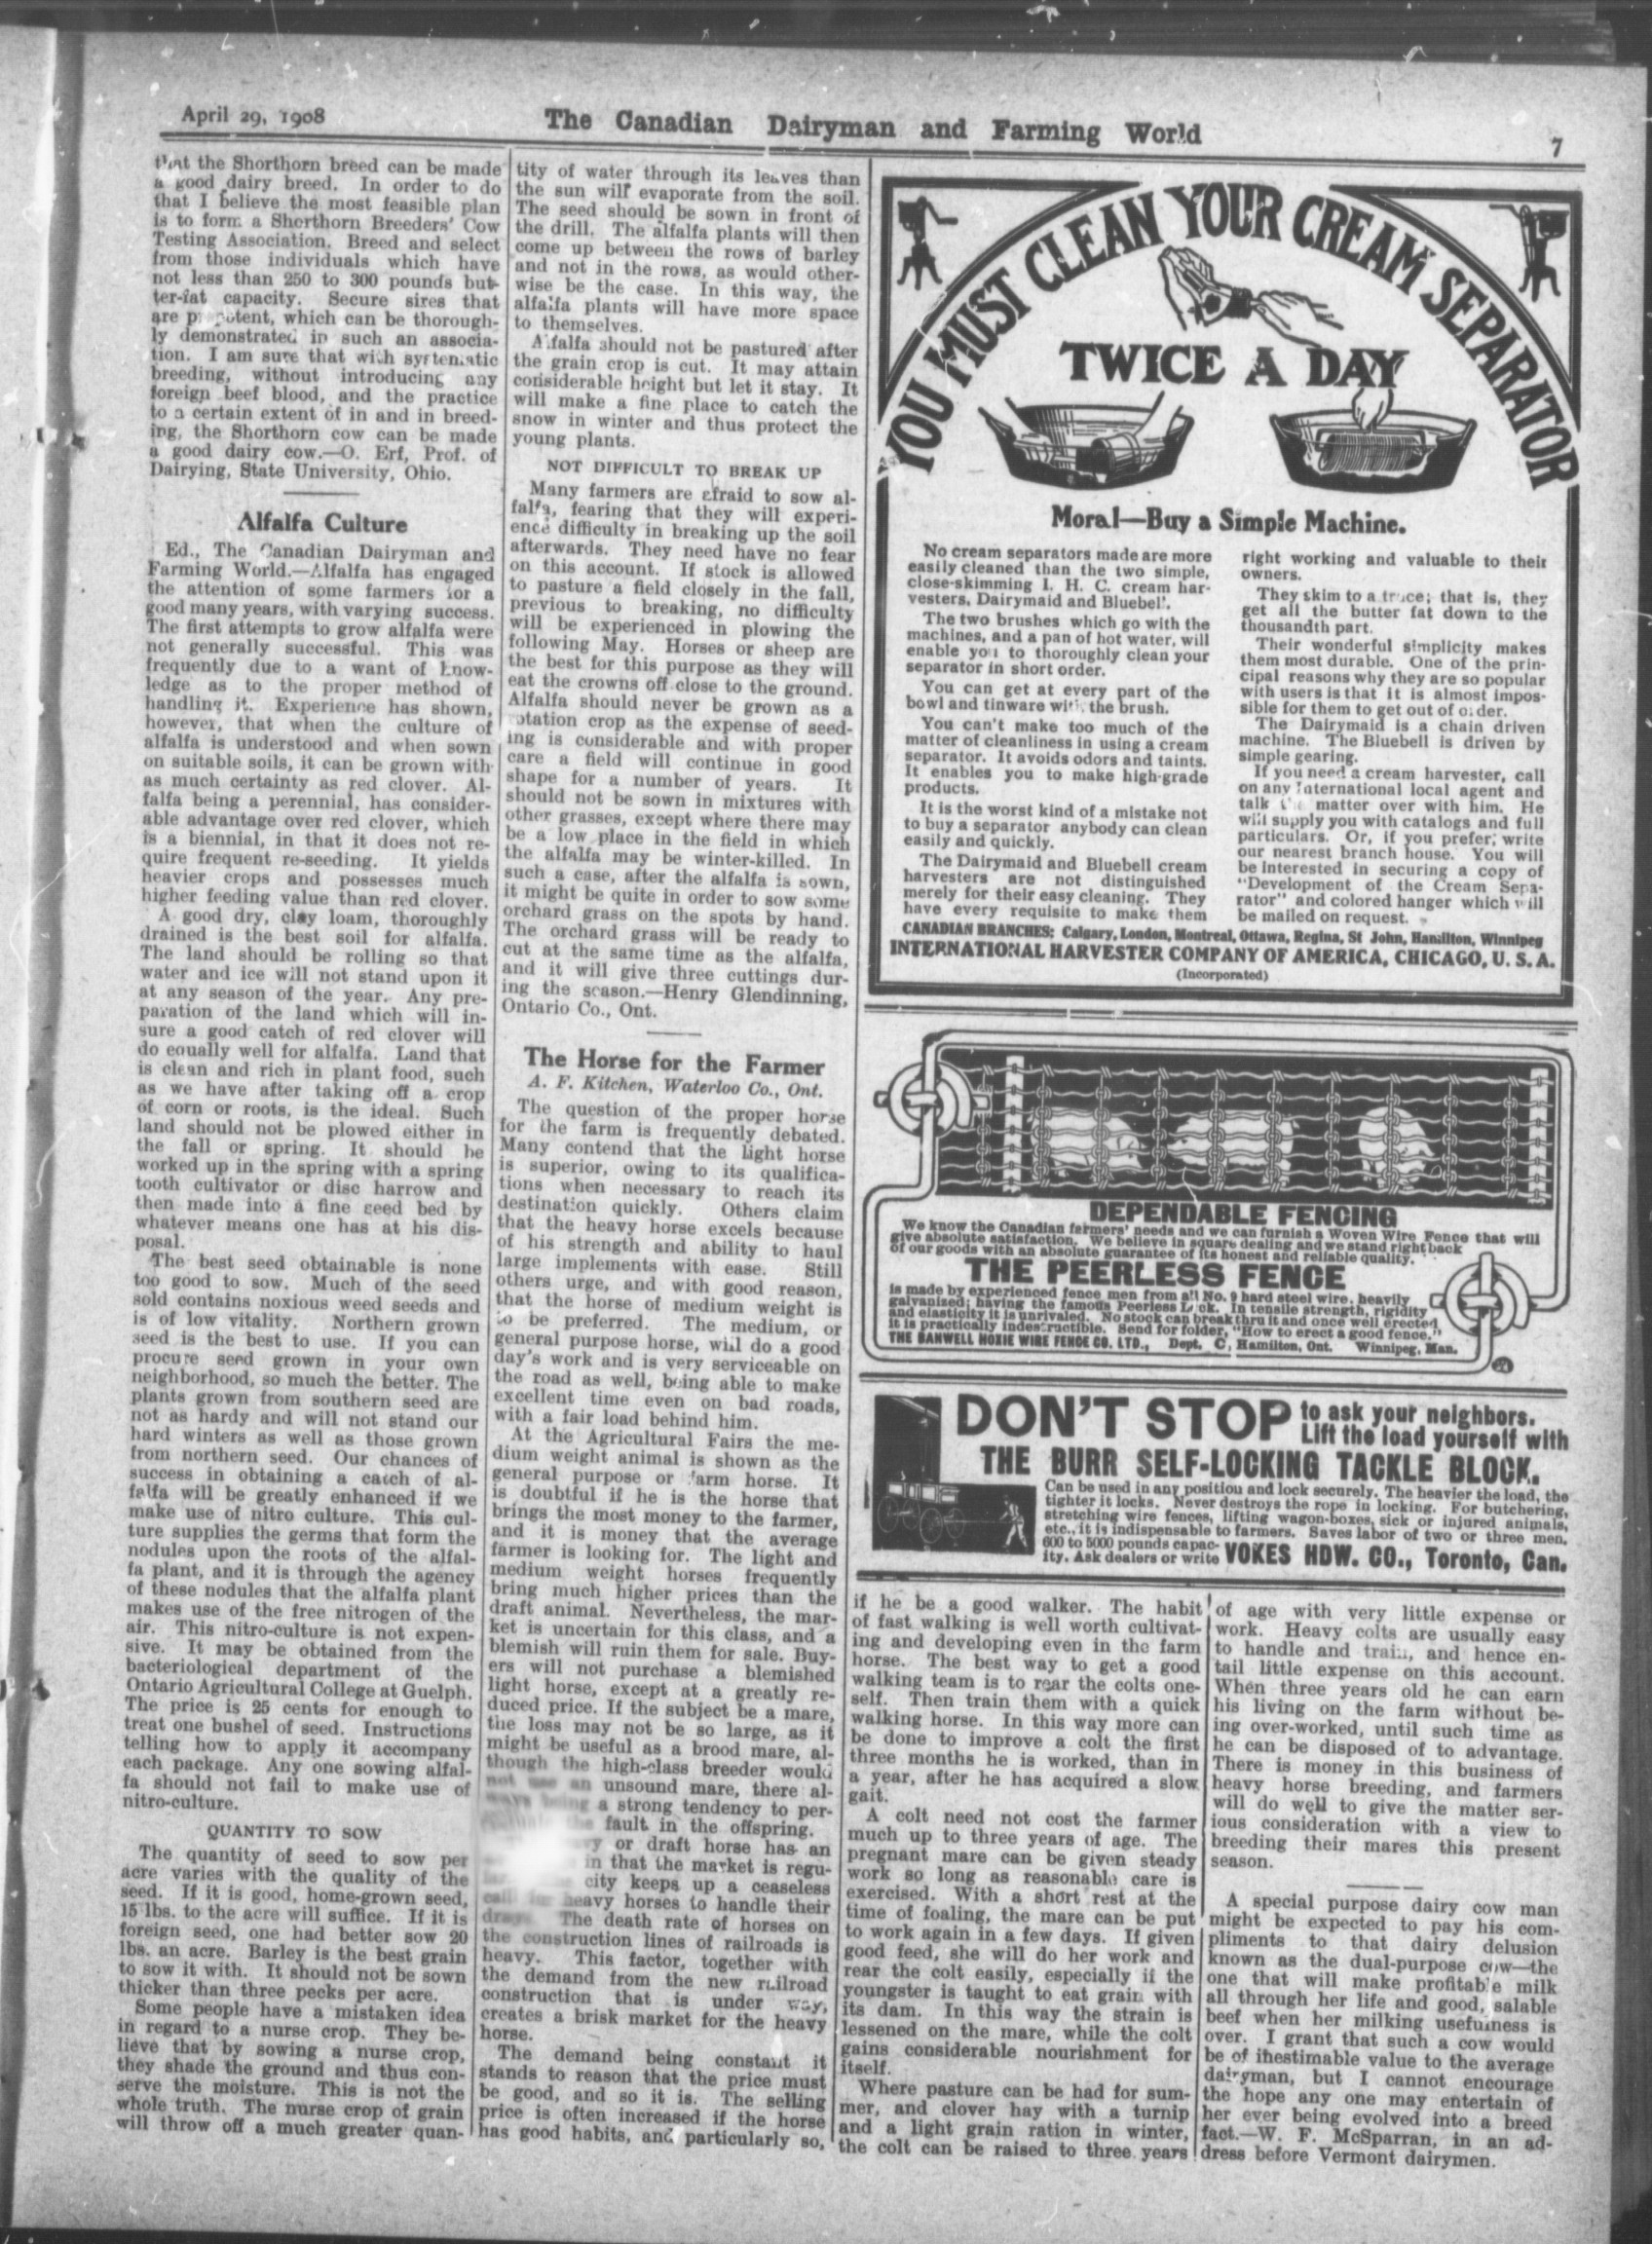 April 29, 1908
The Canadian Dairyman and Farming World
7
that the Shorthorn breed can be made
a good dairy breed. In order to do
that I believe the most feasible plan
is to form a Shorthorn Breeders' Cow
Testing Association. Breed and select
from those individuals which have
not less than 250 to 300 pounds but-
ter-fat capacity. Secure sires that
are prepotent, which can be thorough-
ly demonstrated in such an associa-
tion. I am sure that with systematic
breeding, without introducing any
foreign beef blood, and the practice
to a certain extent of in and in breed-
ing, the Shorthorn cow can be made
a good dairy cow.—O. Erf, Prof. of
Dairying, State University, Ohio.
Alfalfa Culture
Ed., The Canadian Dairyman and
Farming World.—Alfalfa has engaged
the attention of some farmers for a
good many years, with varying success.
The first attempts to grow alfalfa were
not generally successful. This was
frequently due to a want of know-
ledge as to the proper method of
handling it. Experience has shown,
however, that when the culture of
alfalfa is understood and when sown
on suitable soils, it can be grown with
as much certainty as red clover. Al-
falfa being a perennial, has consider-
able advantage over red clover, which
is a biennial, in that it does not re-
quire frequent re-seeding. It yields
heavier crops and possesses much
higher feeding value than red clover.
A good dry, clay loam, thoroughly
drained is the best soil for alfalfa.
The land should be rolling so that
water and ice will not stand upon it
at any season of the year. Any pre-
paration of the land which will in-
sure a good catch of red clover will
do equally well for alfalfa. Land that
is clean and rich in plant food, such
as we have after taking off a crop
of corn or roots, is the ideal. Such
land should not be plowed either in
the fall or spring. It should be
worked up in the spring with a spring
tooth cultivator or disc harrow and
then made into a fine seed bed by
whatever means one has at his dis-
posal.
The best seed obtainable is none
too good to sow. Much of the seed
sold contains noxious weed seeds and
is of low vitality. Northern grown
seed is the best to use. If you can
procure seed grown in your own
neighborhood, so much the better. The
plants grown from southern seed are
not as hardy and will not stand our
hard winters as well as those grown
from northern seed. Our chances of
success in obtaining a catch of al-
falfa will be greatly enhanced if we
make use of nitro culture. This cul-
ture supplies the germs that form the
nodules upon the roots of the alfal-
fa plant, and it is through the agency
of these nodules that the alfalfa plant
makes use of the free nitrogen of the
air. This nitro-culture is not expen-
sive. It may be obtained from the
bacteriological department of the
Ontario Agricultural College at Guelph.
The price is 25 cents for enough to
treat one bushel of seed. Instructions
telling how to apply it accompany
each package. Any one sowing alfal-
fa should not fail to make use of
nitro-culture.
QUANTITY TO SOW
The quantity of seed to sow per
acre varies with the quality of the
seed. If it is good, home-grown seed,
15 lbs. to the acre will suffice. If it is
foreign seed, one had better sow 20
lbs. an acre. Barley is the best grain
to sow it with. It should not be sown
thicker than three pecks per acre.
Some people have a mistaken idea
in regard to a nurse crop. They be-
lieve that by sowing a nurse crop,
they shade the ground and thus con-
serve the moisture. This is not the
whole truth. The nurse crop of grain
will throw off a much greater quan-
tity of water through its leaves than
the sun will evaporate from the soil.
The seed should be sown in front of
the drill. The alfalfa plants will then
come up between the rows of barley
and not in the rows, as would other-
wise be the case. In this way, the
alfalfa plants will have more space
to themselves.
Alfalfa should not be pastured after
the grain crop is cut. It may attain
considerable height but let it stay. It
will make a fine place to catch the
snow in winter and thus protect the
young plants.
NOT DIFFICULT TO BREAK UP
Many farmers are afraid to sow al-
falfa, fearing that they will experi-
ence difficulty in breaking up the soil
afterwards. They need have no fear
on this account. If stock is allowed
to pasture a field closely in the fall,
previous to breaking, no difficulty
will be experienced in plowing the
following May. Horses or sheep are
the best for this purpose as they will
eat the crowns off close to the ground.
Alfalfa should never be grown as a
rotation crop as the expense of seed-
ing is considerable and with proper
care a field will continue in good
shape for a number of years. It
should not be sown in mixtures with
other grasses, except where there may
be a low place in the field in which
the alfalfa may be winter-killed. In
such a case, after the alfalfa is sown,
it might be quite in order to sow some
orchard grass on the spots by hand.
The orchard grass will be ready to
cut at the same time as the alfalfa,
and it will give three cuttings dur-
ing the season.—Henry Glendinning,
Ontario Co., Ont.
The Horse for the Farmer
A. F. Kitchen, Waterloo Co., Ont.
The question of the proper horse
for the farm is frequently debated.
Many contend that the light horse
is superior, owing to its qualifica-
tions when necessary to reach its
destination quickly. Others claim
that the heavy horse excels because
of his strength and ability to haul
large implements with ease. Still
others urge, and with good reason,
that the horse of medium weight is
to be preferred. The medium, or
general purpose horse, will do a good
day's work and is very serviceable on
the road as well, being able to make
excellent time even on bad roads,
with a fair load behind him.
At the Agricultural Fairs the me-
dium weight animal is shown as the
general purpose or farm horse. It
is doubtful if he is the horse that
brings the most money to the farmer,
and it is money that the average
farmer is looking for. The light and
medium weight horses frequently
bring much higher prices than the
draft animal. Nevertheless, the mar-
ket is uncertain for this class, and a
blemish will ruin them for sale. Buy-
ers will not purchase a blemished
light horse, except at a greatly re-
duced price. If the subject be a mare,
the loss may not be so large, as it
might be useful as a brood mare, al-
though the high-class breeder would
not use an unsound mare, there al-
ways being a strong tendency to per-
the fault in the offspring.
or draft horse has an
in that the market is regu-
city keeps up a ceaseless
call for heavy horses to handle their
drays. The death rate of horses on
the construction lines of railroads is
heavy. This factor, together with
the demand from the new railroad
construction that is under way,
creates a brisk market for the heavy
horse.
The demand being constant it
stands to reason that the price must
be good, and so it is. The selling
price is often increased if the horse
has good habits, and particularly so,
YOU MUST CLEAN YOUR CREAM SEPARATOR
TWICE A DAY
Moral—Buy a Simple Machine.
No cream separators made are more
easily cleaned than the two simple,
close-skimming I. H. C. cream har-
vesters, Dairymaid and Bluebell.
The two brushes which go with the
machines, and a pan of hot water, will
enable you to thoroughly clean your
separator in short order.
You can get at every part of the
bowl and tinware with the brush.
You can't make too much of the
matter of cleanliness in using a cream
separator. It avoids odors and taints.
It enables you to make high-grade
products.
It is the worst kind of a mistake not
to buy a separator anybody can clean
easily and quickly.
The Dairymaid and Bluebell cream
harvesters are not distinguished
merely for their easy cleaning. They
have every requisite to make them
right working and valuable to their
owners.
They skim to a trace; that is, they
get all the butter fat down to the
thousandth part.
Their wonderful simplicity makes
them most durable. One of the prin-
cipal reasons why they are so popular
with users is that it is almost impos-
sible for them to get out of order.
The Dairymaid is a chain driven
machine. The Bluebell is driven by
simple gearing.
If you need a cream harvester, call
on any International local agent and
talk the matter over with him. He
will supply you with catalogs and full
particulars. Or, if you prefer, write
our nearest branch house. You will
be interested in securing a copy of
"Development of the Cream Sepa-
rator" and colored hanger which will
be mailed on request.
CANADIAN BRANCHES: Calgary, London, Montreal, Ottawa, Regina, St John, Hamilton, Winnipeg
INTERNATIONAL HARVESTER COMPANY OF AMERICA, CHICAGO, U. S. A.
(Incorporated)
DEPENDABLE FENCING
We know the Canadian farmers' needs and we can furnish a Woven Wire Fence that will
give absolute satisfaction. We believe in square dealing and we stand right back
of our goods with an absolute guarantee of its honest and reliable quality.
THE PEERLESS FENCE
is made by experienced fence men from all No. 9 hard steel wire, heavily
galvanized; having the famous Peerless Lock. In tensile strength, rigidity
and elasticity it is unrivaled. No stock can break thru it and once well erected
it is practically indestructible. Send for folder, "How to erect a good fence."
THE BANWELL HOXIE WIRE FENCE CO. LTD., Dept. C, Hamilton, Ont. Winnipeg, Man.
DON'T STOP to ask your neighbors.
Lift the load yourself with
THE BURR SELF-LOCKING TACKLE BLOCK.
Can be used in any position and lock securely. The heavier the load, the
tighter it locks. Never destroys the rope in locking. For butchering,
stretching wire fences, lifting wagon-boxes, sick or injured animals,
etc., it is indispensable to farmers. Saves labor of two or three men.
600 to 5000 pounds capac-
ity. Ask dealers or write VOKES HDW. CO., Toronto, Can.
if he be a good walker. The habit
of fast walking is well worth cultivat-
ing and developing even in the farm
horse. The best way to get a good
walking team is to rear the colts one-
self. Then train them with a quick
walking horse. In this way more can
be done to improve a colt the first
three months he is worked, than in
a year, after he has acquired a slow
gait.
A colt need not cost the farmer
much up to three years of age. The
pregnant mare can be given steady
work so long as reasonable care is
exercised. With a short rest at the
time of foaling, the mare can be put
to work again in a few days. If given
good feed, she will do her work and
rear the colt easily, especially if the
youngster is taught to eat grain with
its dam. In this way the strain is
lessened on the mare, while the colt
gains considerable nourishment for
itself.
Where pasture can be had for sum-
mer, and clover hay with a turnip
and a light grain ration in winter,
the colt can be raised to three years
of age with very little expense or
work. Heavy colts are usually easy
to handle and train, and hence en-
tail little expense on this account.
When three years old he can earn
his living on the farm without be-
ing over-worked, until such time as
he can be disposed of to advantage.
There is money in this business of
heavy horse breeding, and farmers
will do well to give the matter ser-
ious consideration with a view to
breeding their mares this present
season.
A special purpose dairy cow man
might be expected to pay his com-
pliments to that dairy delusion
known as the dual-purpose cow—the
one that will make profitable milk
all through her life and good, salable
beef when her milking usefulness is
over. I grant that such a cow would
be of inestimable value to the average
dairyman, but I cannot encourage
the hope any one may entertain of
her ever being evolved into a breed
fact.—W. F. McSparran, in an ad-
dress before Vermont dairymen.